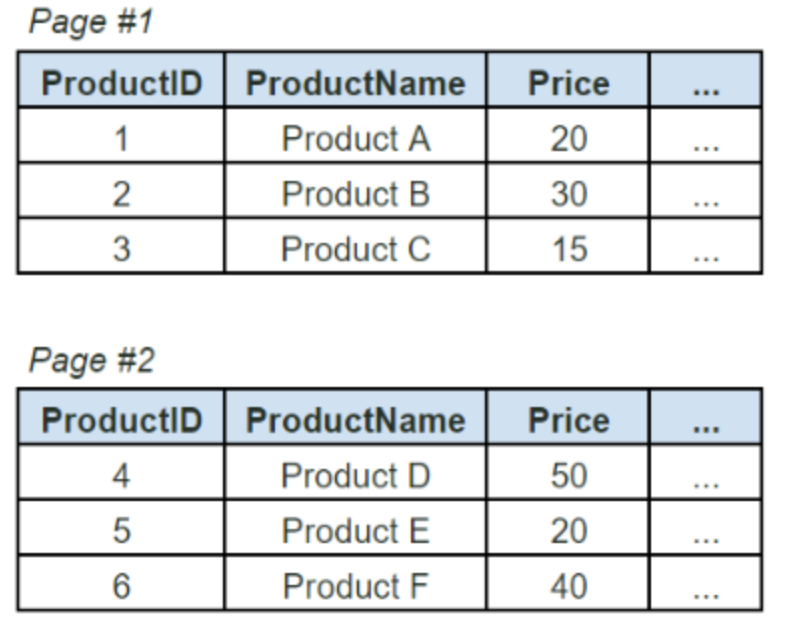 Page #1
ProductID ProductName Price ...
1 Product A 20 ...
2 Product B 30 ...
3 Product C 15 ...
Page #2
ProductID ProductName Price ...
4 Product D 50 ...
5 Product E 20 ...
6 Product F 40 ...